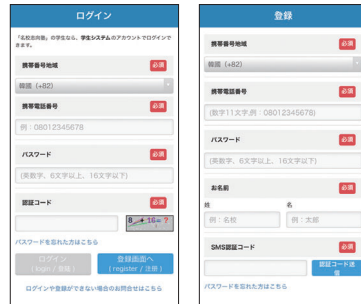 ログイン
「名校志向塾」の学生なら、学生システムのアカウントでログインできます。
携帯番号地域
必須
韓國 (+82)
携帯電話番号
必須
例：08012345678
パスワード
必須
(英数字、6文字以上、16文字以下)
認証コード
必須
8 + 16= ?
パスワードを忘れた方はこちら
ログイン
[ login / 登録 ]
登録画面へ
[ register / 注冊 ]
ログインや登録ができない場合のお問合せはこちら
登録
携帯番号地域
必須
韓國 (+82)
携帯電話番号
必須
(数字11文字,例：08012345678)
パスワード
必須
(英数字、6文字以上、16文字以下)
お名前
必須
姓
名
例：名校
例：太郎
SMS認証コード
必須
認証コード送信
パスワードを忘れた方はこちら